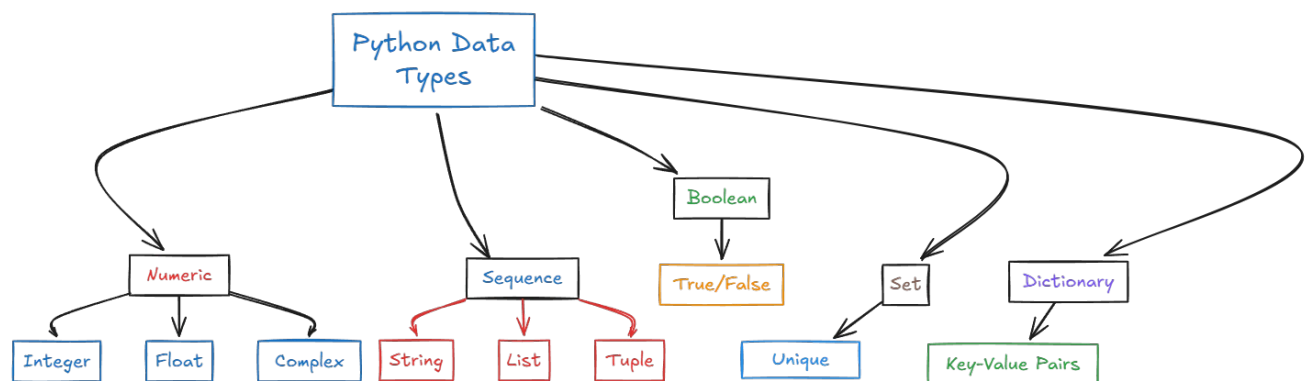 Python Data
Types
Boolean
Numeric
Sequence
True/False
Set
Dictionary
Integer
Float
Complex
String
List
Tuple
Unique
Key-Value Pairs